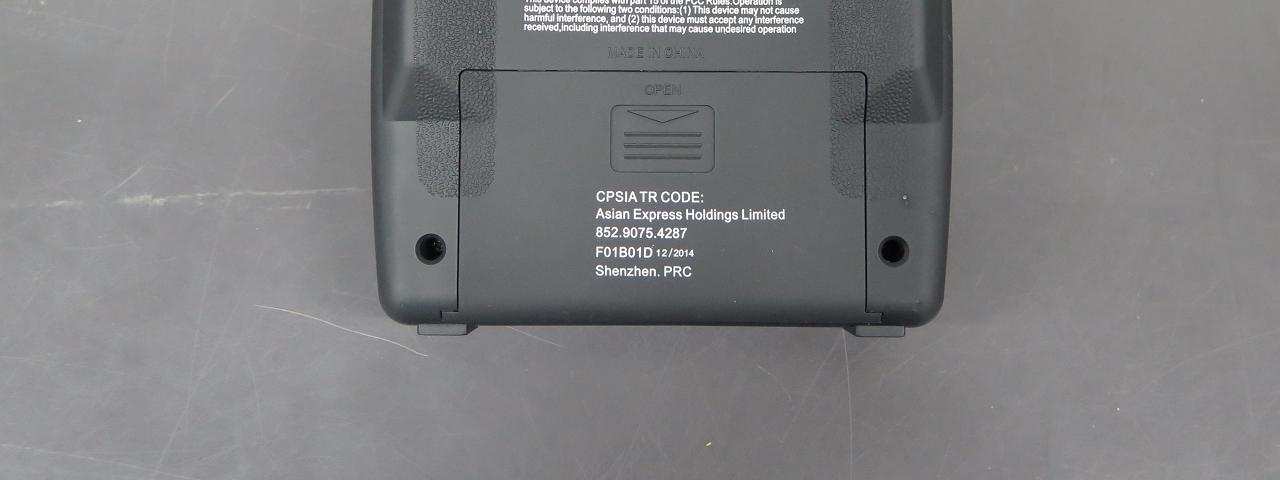 This device complies with part 15 of the FCC Rules.Operation is
subject to the following two conditions:(1) This device may not cause
harmful interference, and (2) this device must accept any interference
received,including interference that may cause undesired operation
MADE IN CHINA
OPEN
CPSIA TR CODE:
Asian Express Holdings Limited
852.9075.4287
F01B01D 12/2014
Shenzhen. PRC